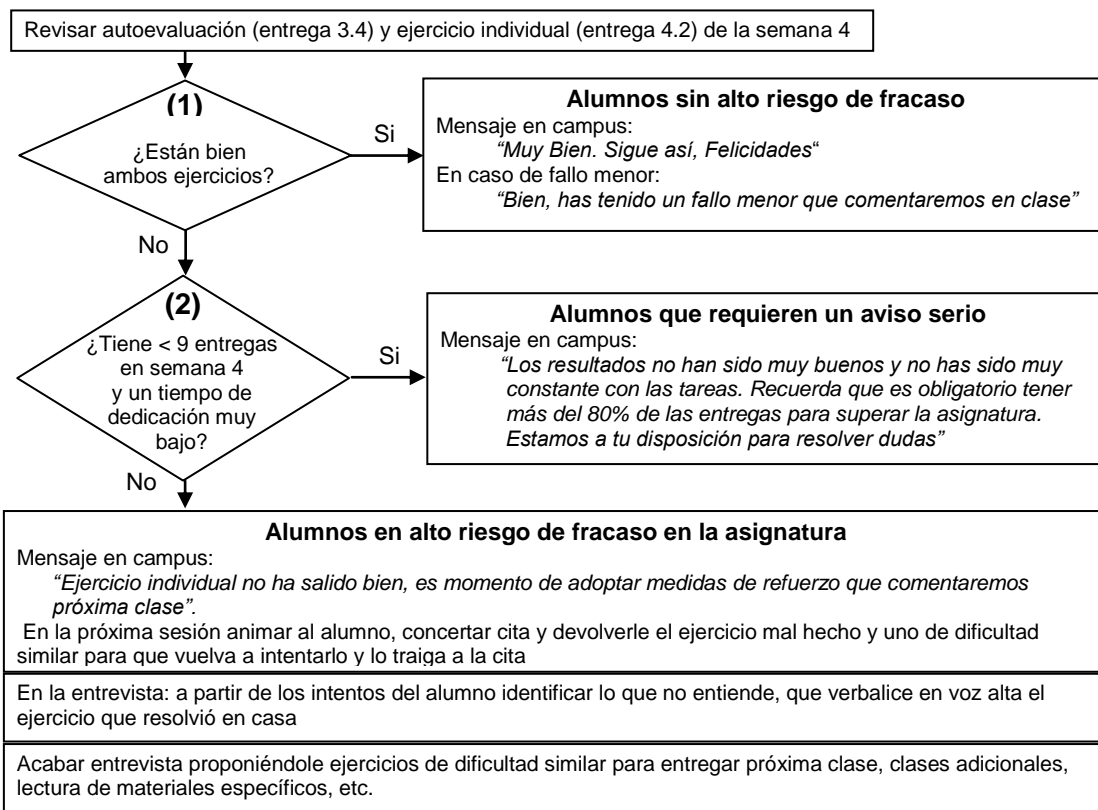 Revisar autoevaluación (entrega 3.4) y ejercicio individual (entrega 4.2) de la semana 4
(1)
¿Están bien
ambos ejercicios?
Si
Alumnos sin alto riesgo de fracaso
Mensaje en campus:
"Muy Bien. Sigue así, Felicidades"
En caso de fallo menor:
"Bien, has tenido un fallo menor que comentaremos en clase"
No
(2)
¿Tiene < 9 entregas
en semana 4
y un tiempo de
dedicación muy
bajo?
Si
Alumnos que requieren un aviso serio
Mensaje en campus:
"Los resultados no han sido muy buenos y no has sido muy
constante con las tareas. Recuerda que es obligatorio tener
más del 80% de las entregas para superar la asignatura.
Estamos a tu disposición para resolver dudas"
No
Alumnos en alto riesgo de fracaso en la asignatura
Mensaje en campus:
"Ejercicio individual no ha salido bien, es momento de adoptar medidas de refuerzo que comentaremos
próxima clase".
En la próxima sesión animar al alumno, concertar cita y devolverle el ejercicio mal hecho y uno de dificultad
similar para que vuelva a intentarlo y lo traiga a la cita
En la entrevista: a partir de los intentos del alumno identificar lo que no entiende, que verbalice en voz alta el
ejercicio que resolvió en casa
Acabar entrevista proponiéndole ejercicios de dificultad similar para entregar próxima clase, clases adicionales,
lectura de materiales específicos, etc.